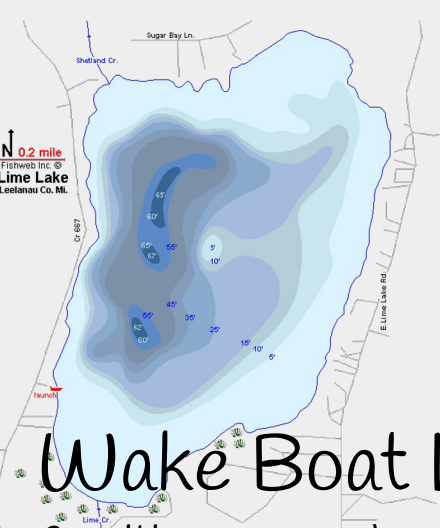 Sugar Bay Ln.
Shetland Cr.
N 0.2 mile
Fishweb Inc. ©
Lime Lake
Leelanau Co. Mi.
Cr 667
E.Lime Lake Rd.
65'
60'
65'
67'
55'
5'
10'
45'
55'
35'
62'
60'
25'
15'
10'
5'
launch
Wake Boat
Lime Cr.